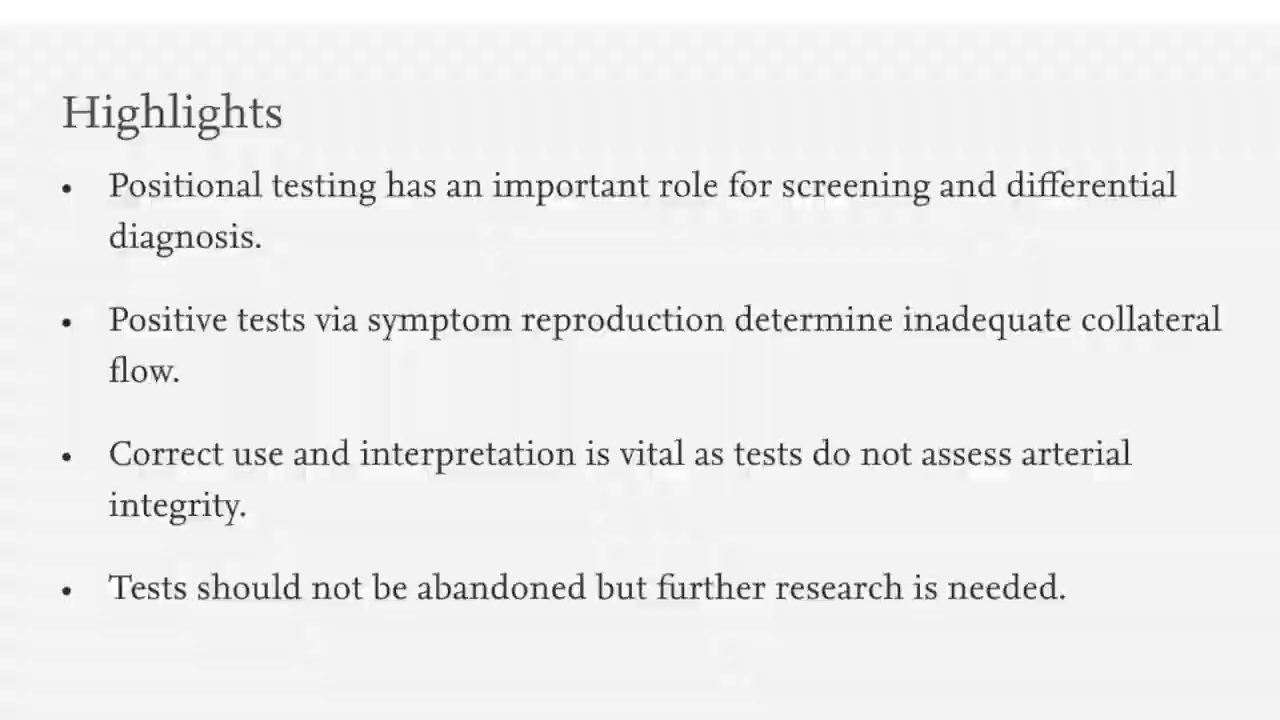 Highlights
• Positional testing has an important role for screening and differential
diagnosis.
• Positive tests via symptom reproduction determine inadequate collateral
flow.
• Correct use and interpretation is vital as tests do not assess arterial
integrity.
• Tests should not be abandoned but further research is needed.